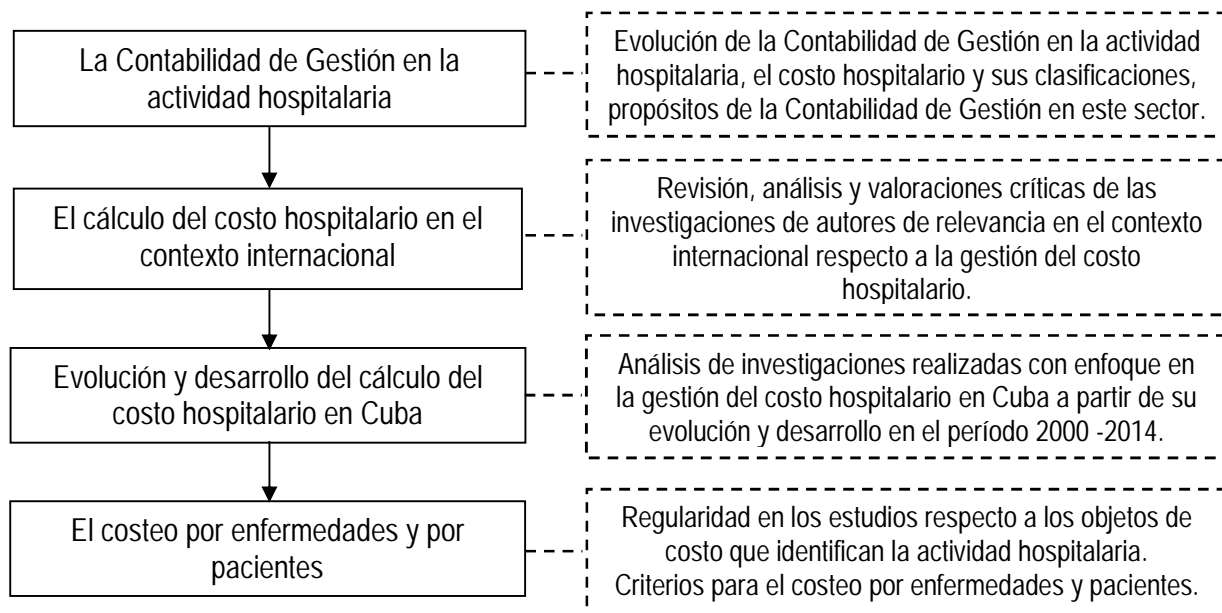 La Contabilidad de Gestión en la
actividad hospitalaria
Evolución de la Contabilidad de Gestión en la actividad
hospitalaria, el costo hospitalario y sus clasificaciones,
propósitos de la Contabilidad de Gestión en este sector.
El cálculo del costo hospitalario en el
contexto internacional
Revisión, análisis y valoraciones críticas de las
investigaciones de autores de relevancia en el contexto
internacional respecto a la gestión del costo
hospitalario.
Evolución y desarrollo del cálculo del
costo hospitalario en Cuba
Análisis de investigaciones realizadas con enfoque en
la gestión del costo hospitalario en Cuba a partir de su
evolución y desarrollo en el período 2000 -2014.
El costeo por enfermedades y por
pacientes
Regularidad en los estudios respecto a los objetos de
costo que identifican la actividad hospitalaria.
Criterios para el costeo por enfermedades y pacientes.